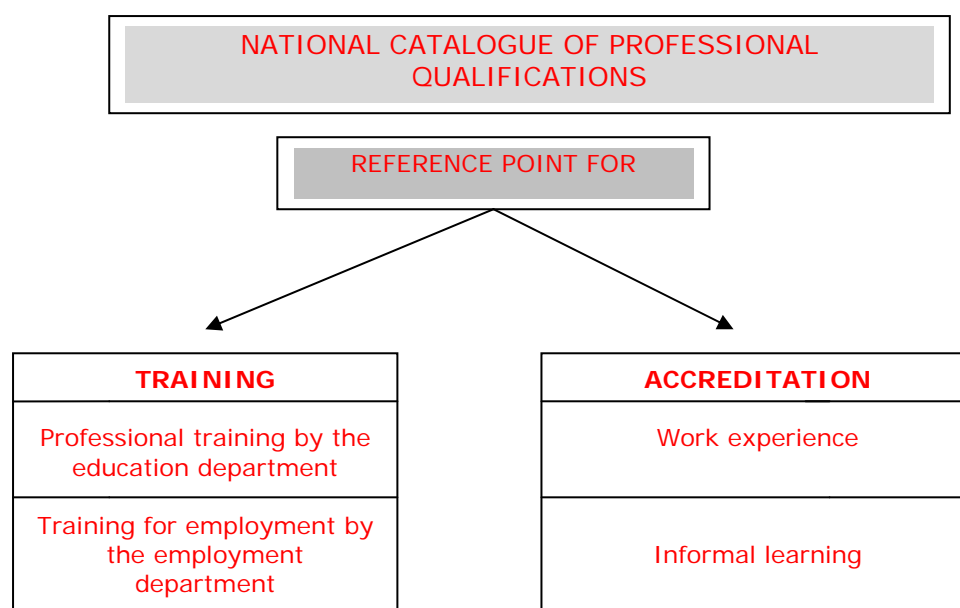 NATIONAL CATALOGUE OF PROFESSIONAL
QUALIFICATIONS
REFERENCE POINT FOR
TRAINING
Professional training by the
education department
Training for employment by
the employment
department
ACCREDITATION
Work experience
Informal learning